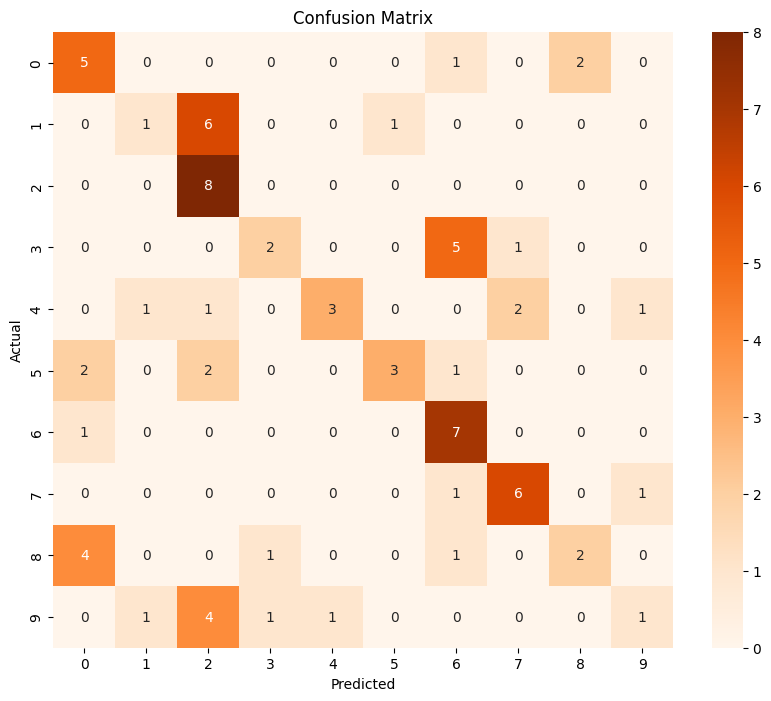 Confusion Matrix
0 5 0 0 0 0 0 1 0 2 0
1 0 1 6 0 0 1 0 0 0 0
2 0 0 8 0 0 0 0 0 0 0
3 0 0 0 2 0 0 5 1 0 0
4 0 1 1 0 3 0 0 2 0 1
5 2 0 2 0 0 3 1 0 0 0
6 1 0 0 0 0 0 7 0 0 0
7 0 0 0 0 0 0 1 6 0 1
8 4 0 0 1 0 0 1 0 2 0
9 0 1 4 1 1 0 0 0 0 1
0 1 2 3 4 5 6 7 8 9
Predicted
Actual
8
7
6
5
4
3
2
1
0